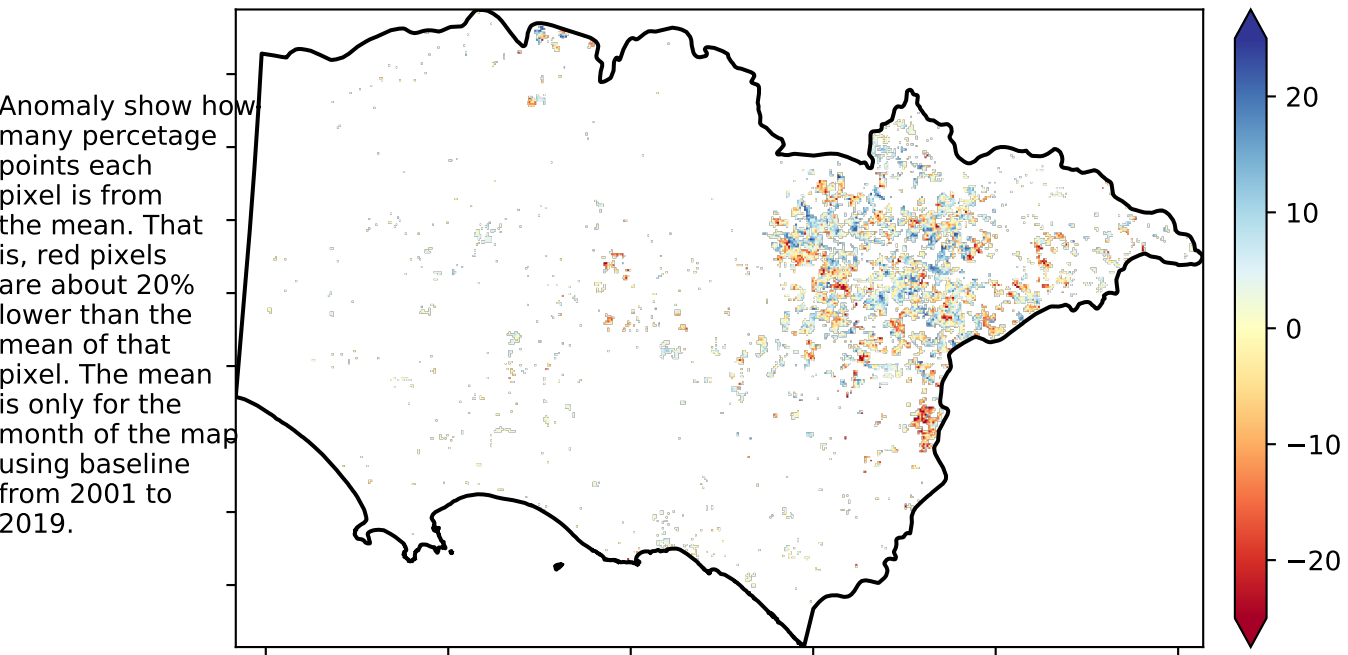 Anomaly show how
many percetage
points each
pixel is from
the mean. That
is, red pixels
are about 20%
lower than the
mean of that
pixel. The mean
is only for the
month of the map
using baseline
from 2001 to
2019.
20
10
0
−10
−20